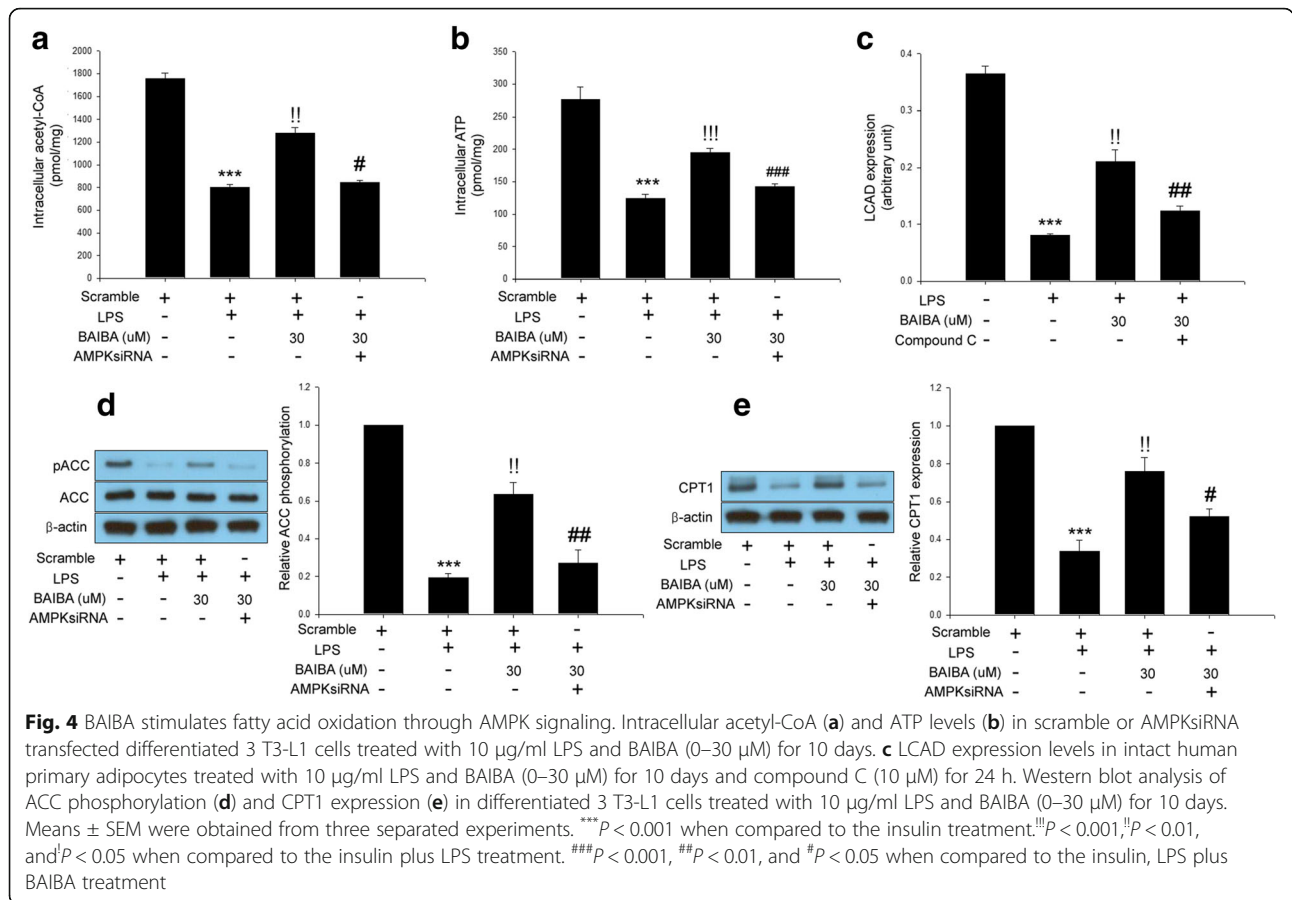 a
Intracellular acetyl-CoA
(pmol/mg)
2000
1800
1600
1400
1200
1000
800
600
400
200
0
***
!!
#
Scramble + + + -
LPS - + + +
BAIBA (uM) - - 30 30
AMPKsiRNA - - - +
b
Intracellular ATP
(pmol/mg)
350
300
250
200
150
100
50
0
***
!!!
###
+ + + -
- + + +
- - 30 30
- - - +
c
LCAD expression
(arbitrary unit)
0.4
0.3
0.2
0.1
0.0
***
!!
##
LPS - + + +
BAIBA (uM) - - 30 30
Compound C - - - +
d
pACC
ACC
β-actin
Scramble + + + -
LPS - + + +
BAIBA (uM) - - 30 30
AMPKsiRNA - - - +
Relative ACC phosphorylation
1.2
1.0
0.8
0.6
0.4
0.2
0.0
***
!!
##
Scramble + + + -
LPS - + + +
BAIBA (uM) - - 30 30
AMPKsiRNA - - - +
e
CPT1
β-actin
Scramble + + + -
LPS - + + +
BAIBA (uM) - - 30 30
AMPKsiRNA - - - +
Relative CPT1 expression
1.2
1.0
0.8
0.6
0.4
0.2
0.0
***
!!
#
Scramble + + + -
LPS - + + +
BAIBA (uM) - - 30 30
AMPKsiRNA - - - +
Fig. 4 BAIBA stimulates fatty acid oxidation through AMPK signaling. Intracellular acetyl-CoA (a) and ATP levels (b) in scramble or AMPKsiRNA
transfected differentiated 3 T3-L1 cells treated with 10 μg/ml LPS and BAIBA (0–30 μM) for 10 days. c LCAD expression levels in intact human
primary adipocytes treated with 10 μg/ml LPS and BAIBA (0–30 μM) for 10 days and compound C (10 μM) for 24 h. Western blot analysis of
ACC phosphorylation (d) and CPT1 expression (e) in differentiated 3 T3-L1 cells treated with 10 μg/ml LPS and BAIBA (0–30 μM) for 10 days.
Means ± SEM were obtained from three separated experiments. ***P < 0.001 when compared to the insulin treatment.!!!P < 0.001,!!P < 0.01,
and!P < 0.05 when compared to the insulin plus LPS treatment. ###P < 0.001, ##P < 0.01, and #P < 0.05 when compared to the insulin, LPS plus
BAIBA treatment